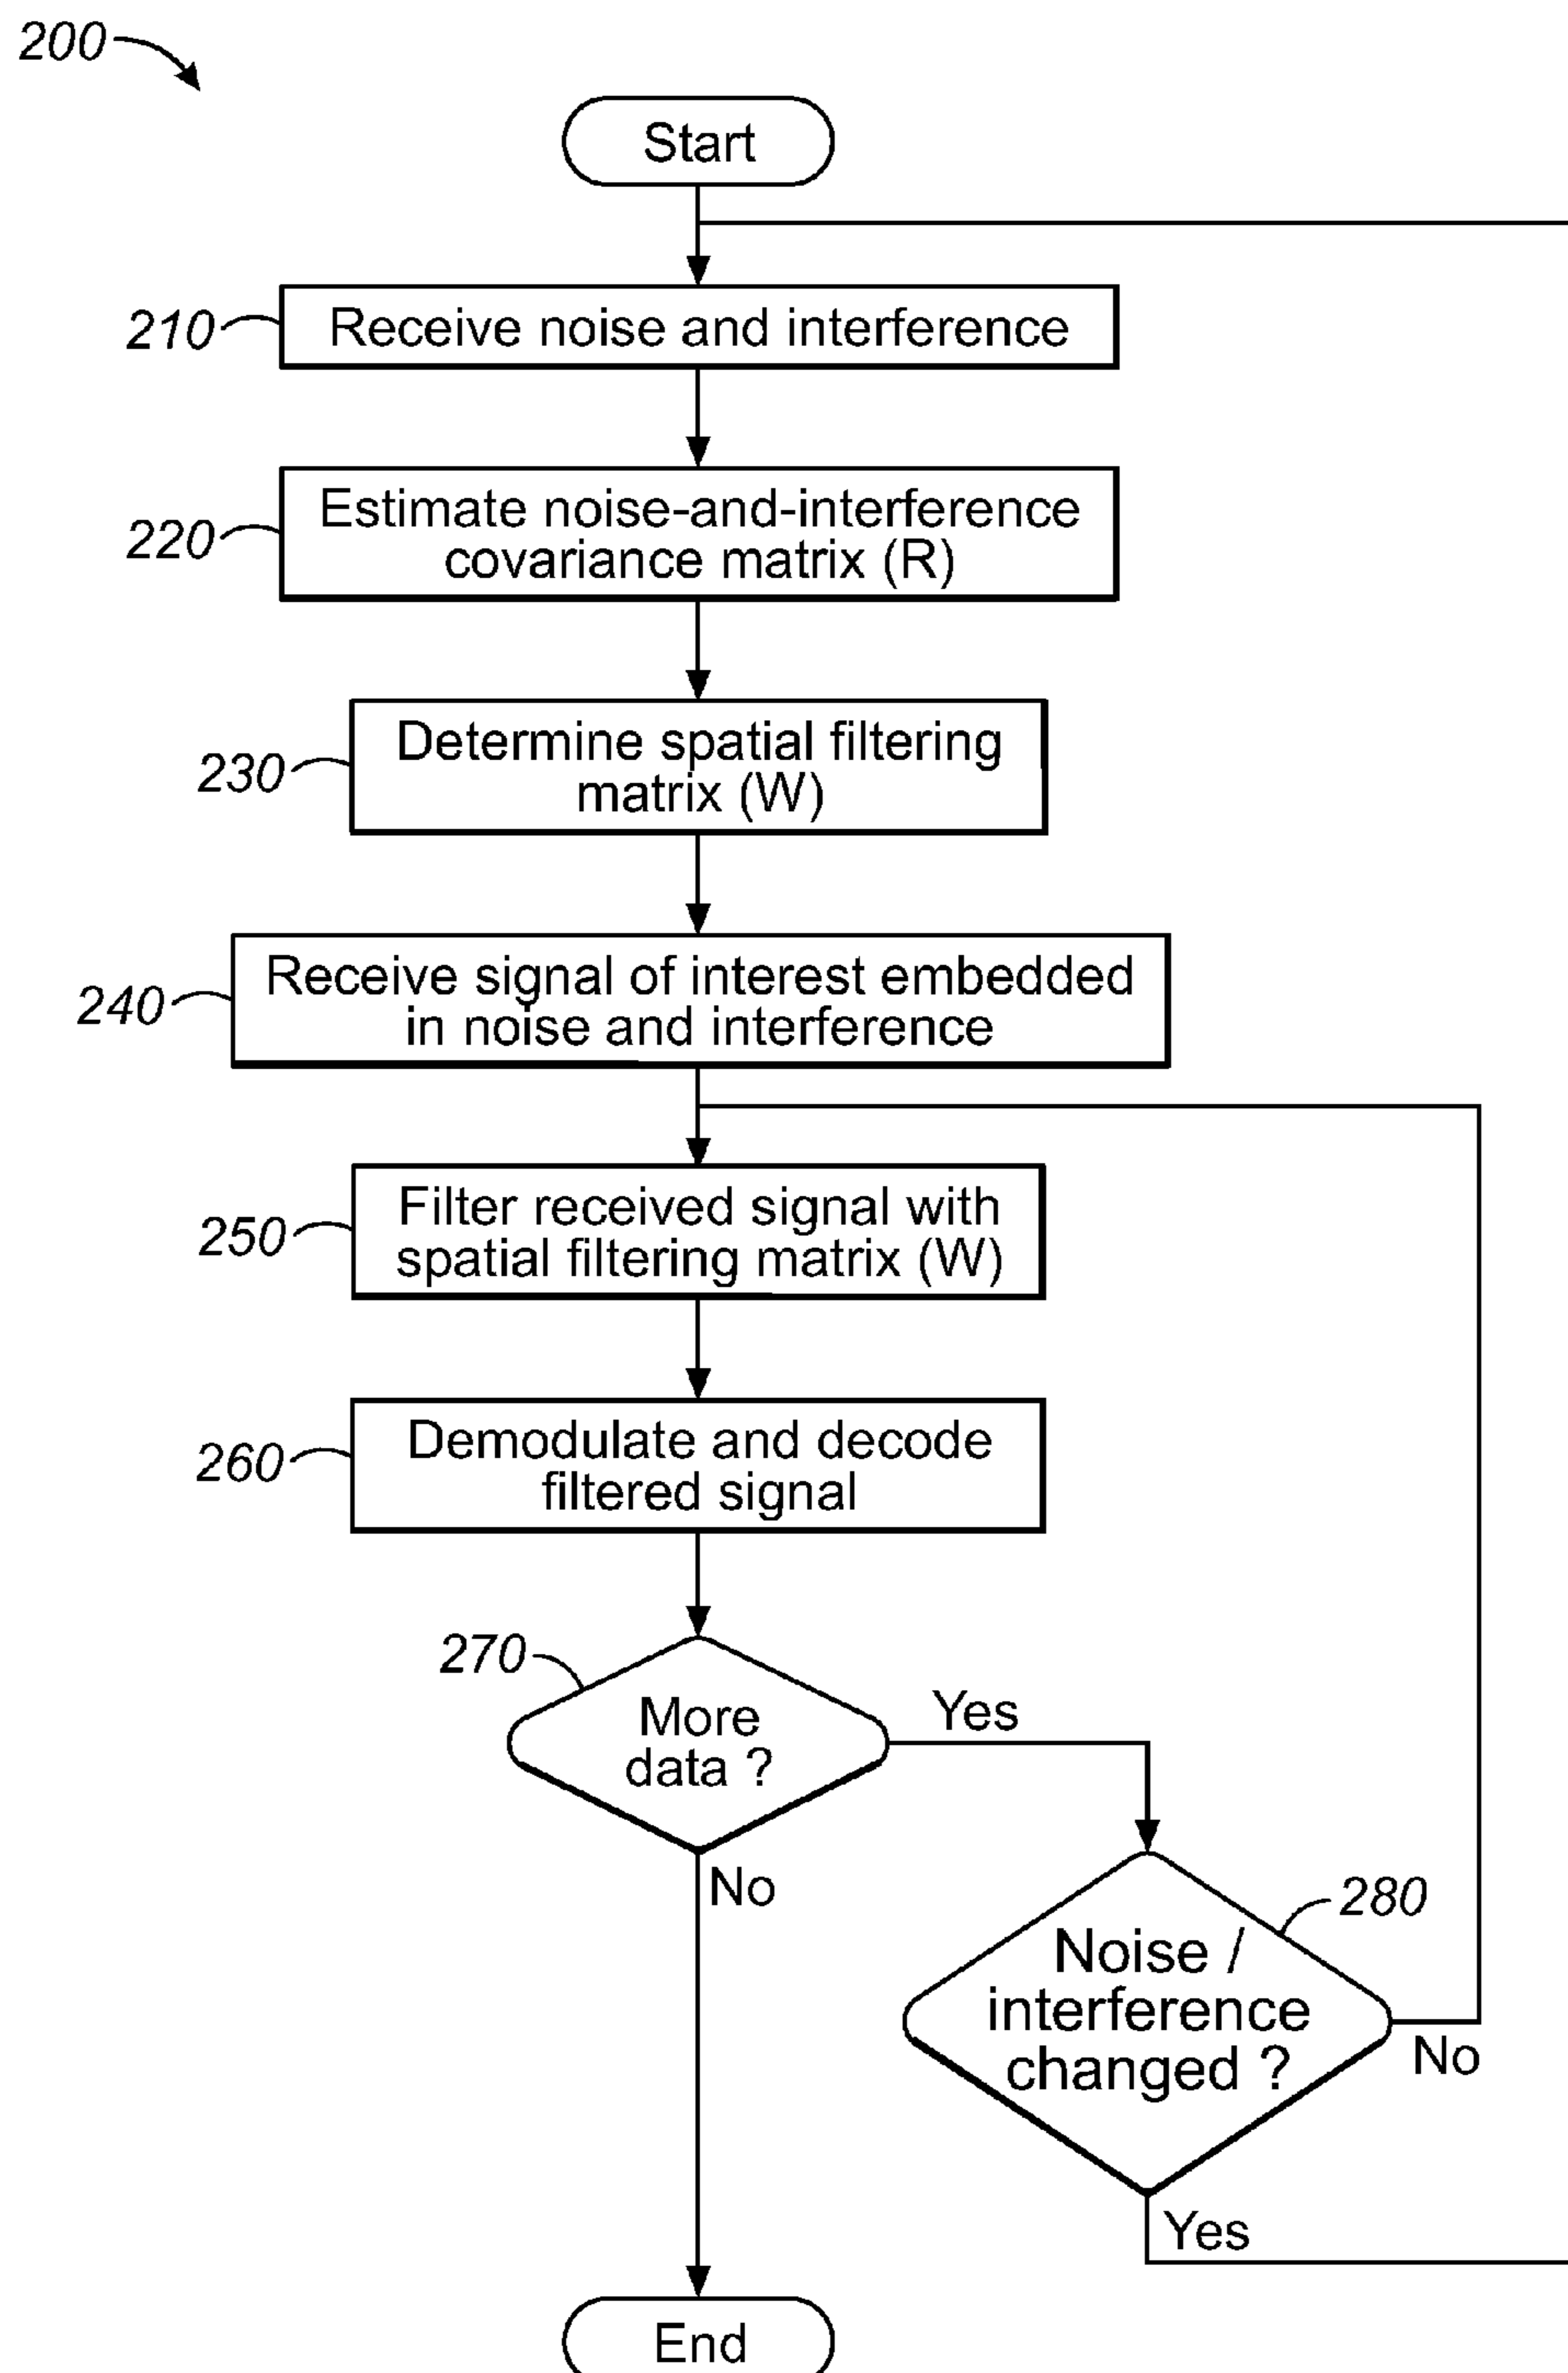 200
Start
210
Receive noise and interference
220
Estimate noise-and-interference
covariance matrix (R)
230
Determine spatial filtering
matrix (W)
240
Receive signal of interest embedded
in noise and interference
250
Filter received signal with
spatial filtering matrix (W)
260
Demodulate and decode
filtered signal
270
More
data ?
Yes
No
280
Noise /
interference
changed ?
No
Yes
End